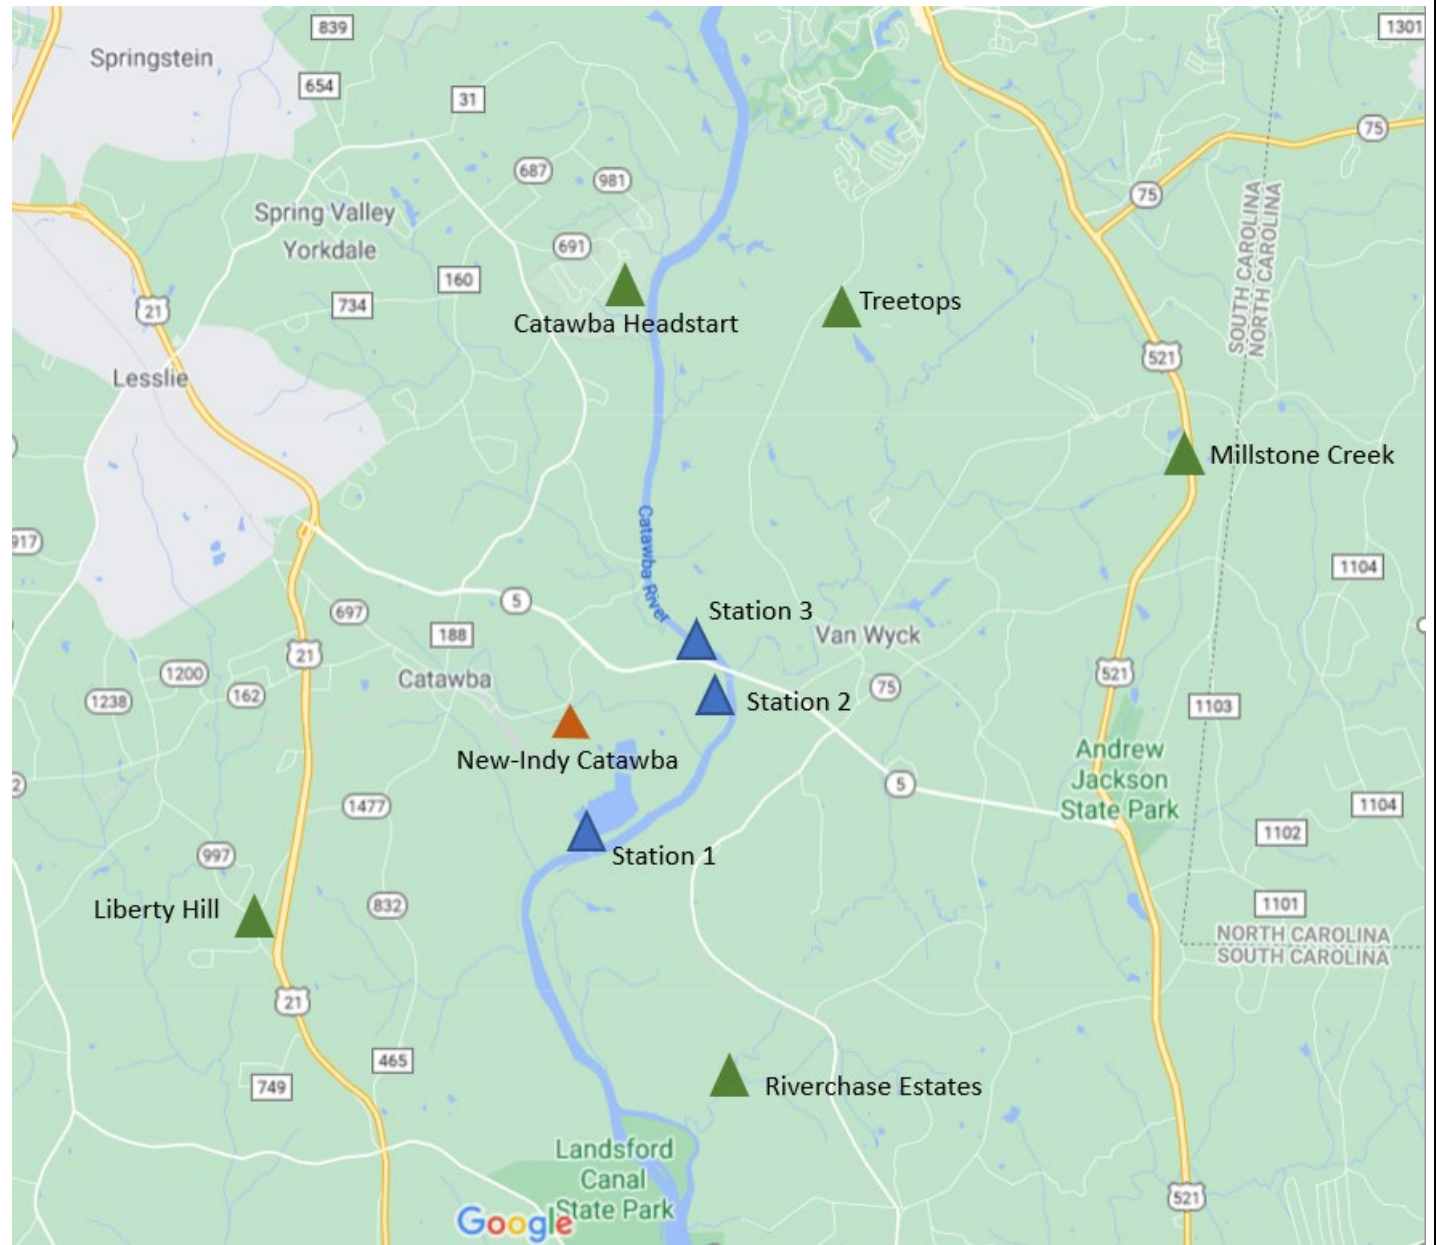 839
1301
Springstein
654
31
75
687
981
75
Spring Valley
Yorkdale
691
160
734
21
SOUTH CAROLINA
NORTH CAROLINA
Treetops
Catawba Headstart
521
Lesslie
Millstone Creek
917
Catawba River
1104
5
697
Station 3
188
Van Wyck
21
1200
162
1238
Catawba
75
521
Station 2
1103
New-Indy Catawba
Andrew
Jackson
State Park
2
5
1477
1104
1102
997
Station 1
Liberty Hill
832
1101
NORTH CAROLINA
SOUTH CAROLINA
21
465
749
Riverchase Estates
Landsford
Canal
State Park
521
Google